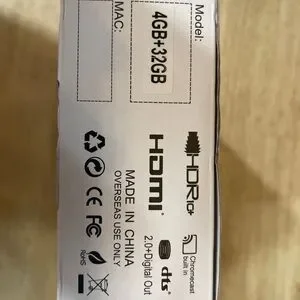 Model:
4GB+32GB
MAC:
HDR10+
Chromecast
built in
HDMI
2.0+Digital Out
dts
MADE IN CHINA
OVERSEAS USE ONLY
CE FC
RoHS